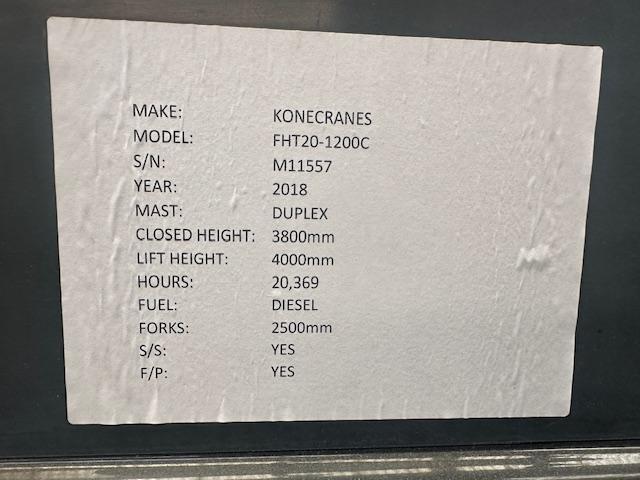 MAKE: KONECRANES
MODEL: FHT20-1200C
S/N: M11557
YEAR: 2018
MAST: DUPLEX
CLOSED HEIGHT: 3800mm
LIFT HEIGHT: 4000mm
HOURS: 20,369
FUEL: DIESEL
FORKS: 2500mm
S/S: YES
F/P: YES